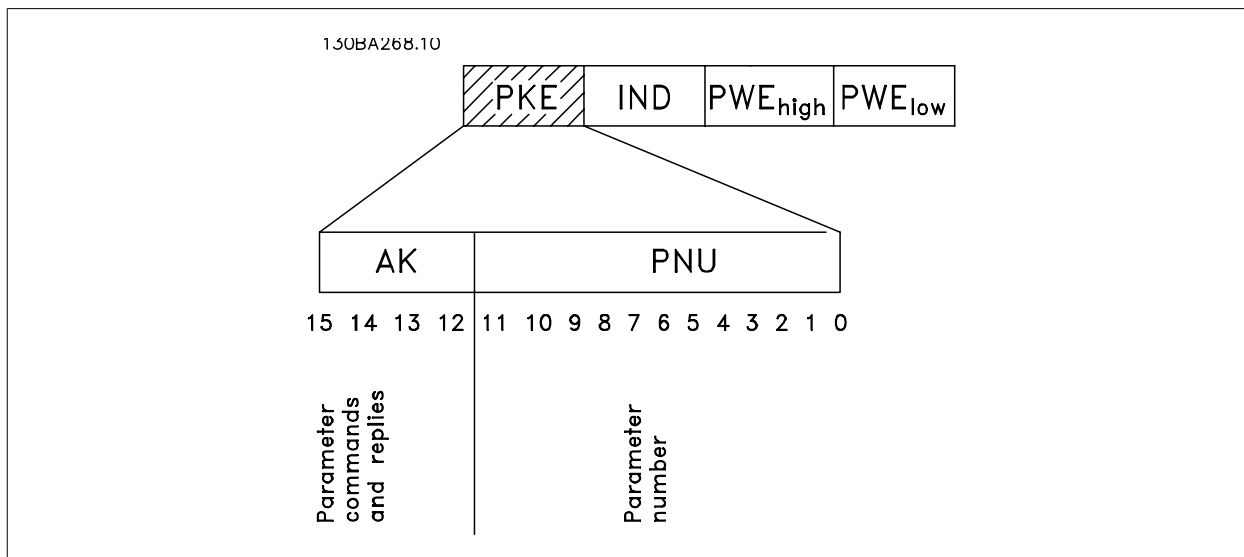 130BA268.10
PKE IND PWEhigh PWElow
AK PNU
15 14 13 12 11 10 9 8 7 6 5 4 3 2 1 0
Parameter
commands
and replies
Parameter
number